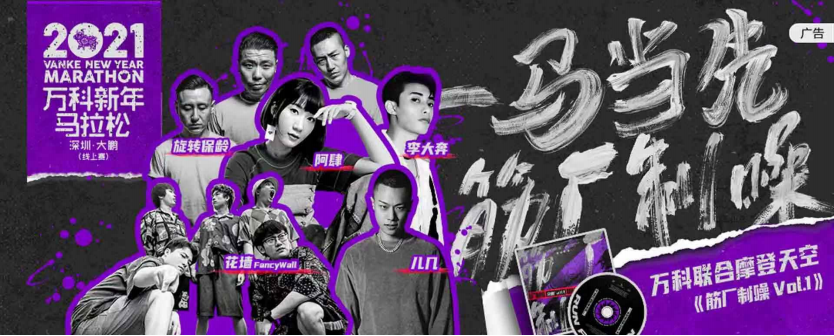 2021
VANKE NEW YEAR
MARATHON
万科新年
马拉松
深圳·大鹏
(线上赛)
广告
一马当先
筋厂制噪
旋转保龄
阿肆
李大奔
花墙 FancyWall
儿几
万科联合摩登天空
《筋厂制噪 Vol.1》